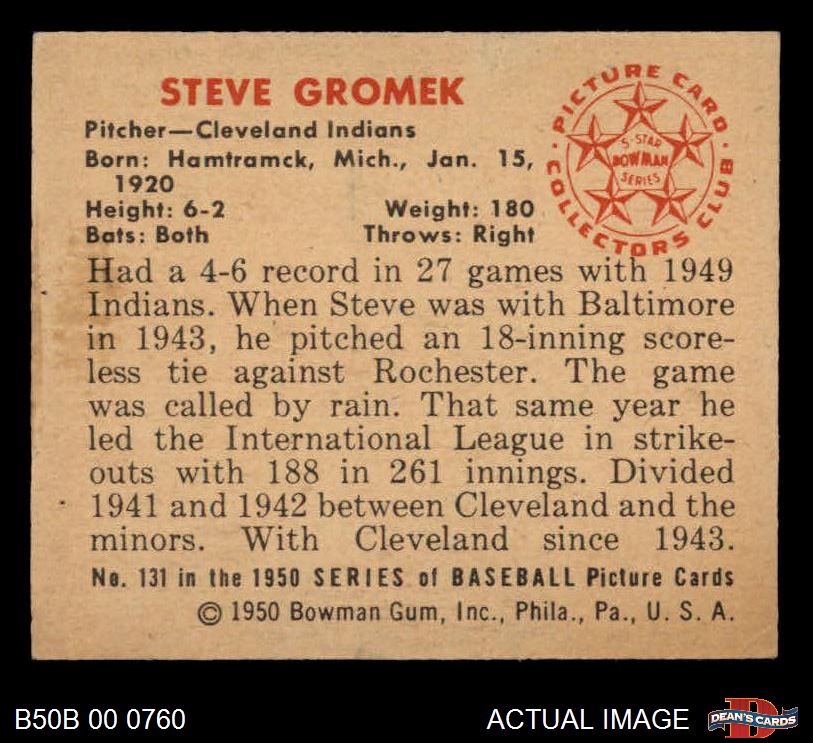 STEVE GROMEK
Pitcher—Cleveland Indians
Born: Hamtramck, Mich., Jan. 15,
1920
Height: 6-2 Weight: 180
Bats: Both Throws: Right
PICTURE CARD
COLLECTORS CLUB
5-STAR
BOWMAN
SERIES
Had a 4-6 record in 27 games with 1949
Indians. When Steve was with Baltimore
in 1943, he pitched an 18-inning score-
less tie against Rochester. The game
was called by rain. That same year he
led the International League in strike-
outs with 188 in 261 innings. Divided
1941 and 1942 between Cleveland and the
minors. With Cleveland since 1943.
No. 131 in the 1950 SERIES of BASEBALL Picture Cards
© 1950 Bowman Gum, Inc., Phila., Pa., U. S. A.
B50B 00 0760 ACTUAL IMAGE
D
DEAN'S CARDS